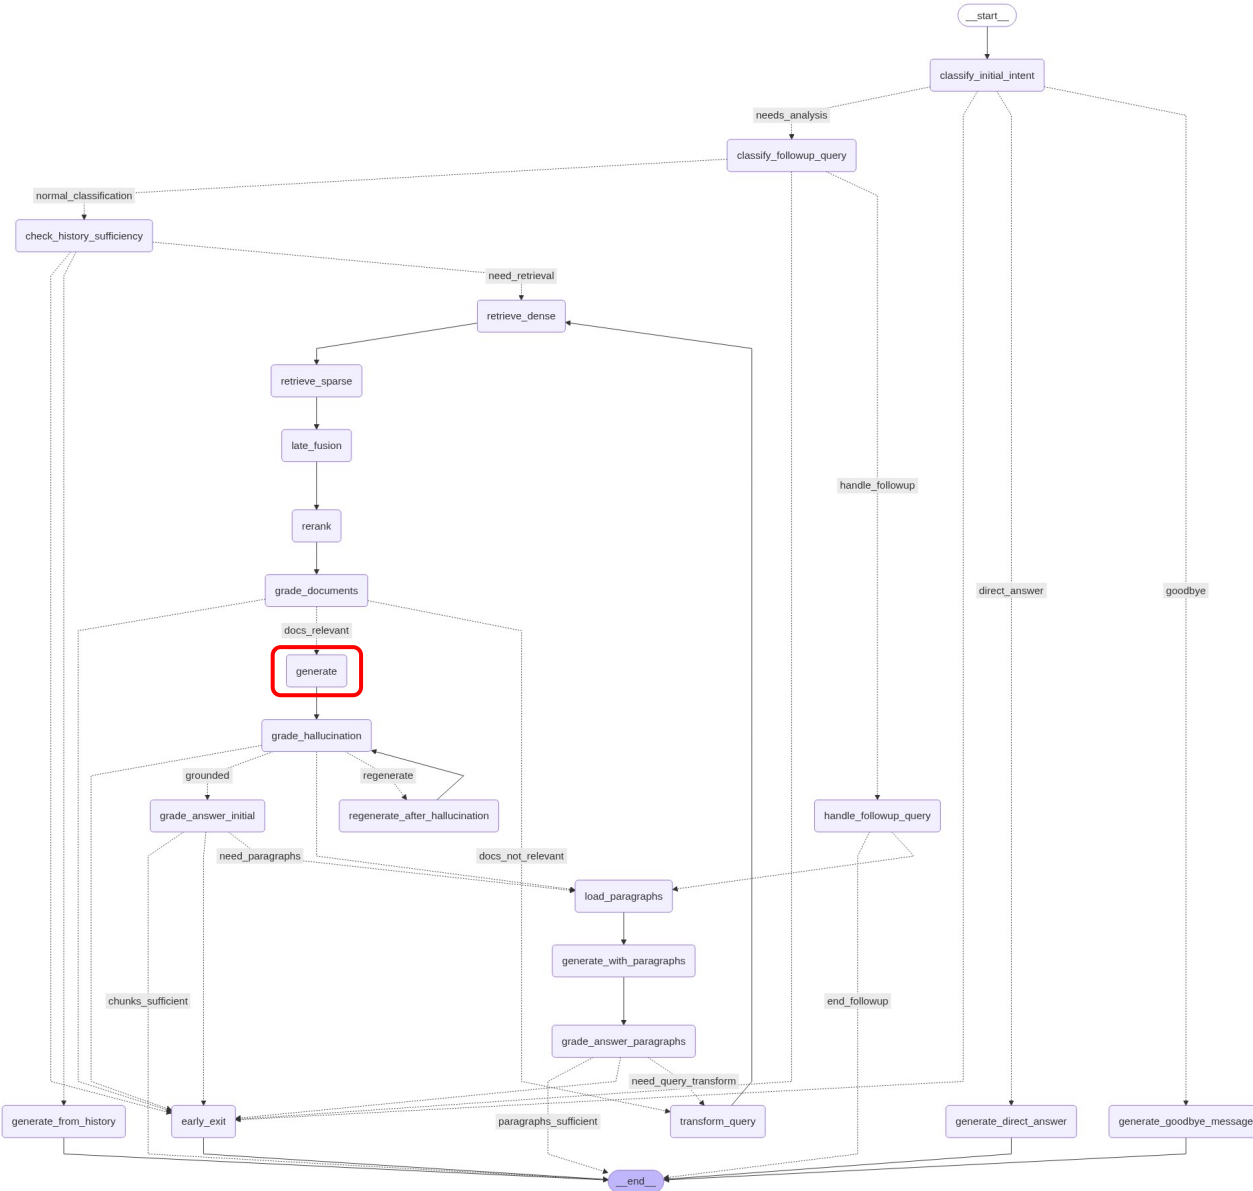 __start__
classify_initial_intent
needs_analysis
classify_followup_query
normal_classification
check_history_sufficiency
need_retrieval
retrieve_dense
retrieve_sparse
late_fusion
handle_followup
rerank
grade_documents
direct_answer
goodbye
docs_relevant
generate
grade_hallucination
grounded
regenerate
grade_answer_initial
regenerate_after_hallucination
handle_followup_query
need_paragraphs
docs_not_relevant
load_paragraphs
generate_with_paragraphs
chunks_sufficient
end_followup
grade_answer_paragraphs
need_query_transform
generate_from_history
early_exit
paragraphs_sufficient
transform_query
generate_direct_answer
generate_goodbye_message
__end__